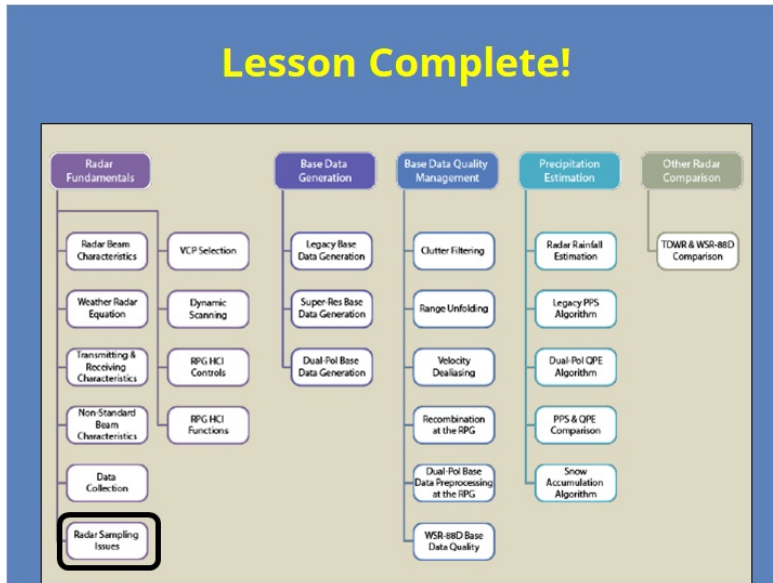 Lesson Complete!
Radar
Fundamentals
Radar Beam
Characteristics
Weather Radar
Equation
Transmitting &
Receiving
Characteristics
Non-Standard
Beam
Characteristics
Data
Collection
Radar Sampling
Issues
VCP Selection
Dynamic
Scanning
RPG HCI
Controls
RPG HCI
Functions
Base Data
Generation
Legacy Base
Data Generation
Super-Res Base
Data Generation
Dual-Pol Base
Data Generation
Base Data Quality
Management
Clutter Filtering
Range Unfolding
Velocity
Dealiasing
Recombination
at the RPG
Dual-Pol Base
Data Preprocessing
at the RPG
WSR-88D Base
Data Quality
Precipitation
Estimation
Radar Rainfall
Estimation
Legacy PPS
Algorithm
Dual-Pol QPE
Algorithm
PPS & QPE
Comparison
Snow
Accumulation
Algorithm
Other Radar
Comparison
TDWR & WSR-88D
Comparison